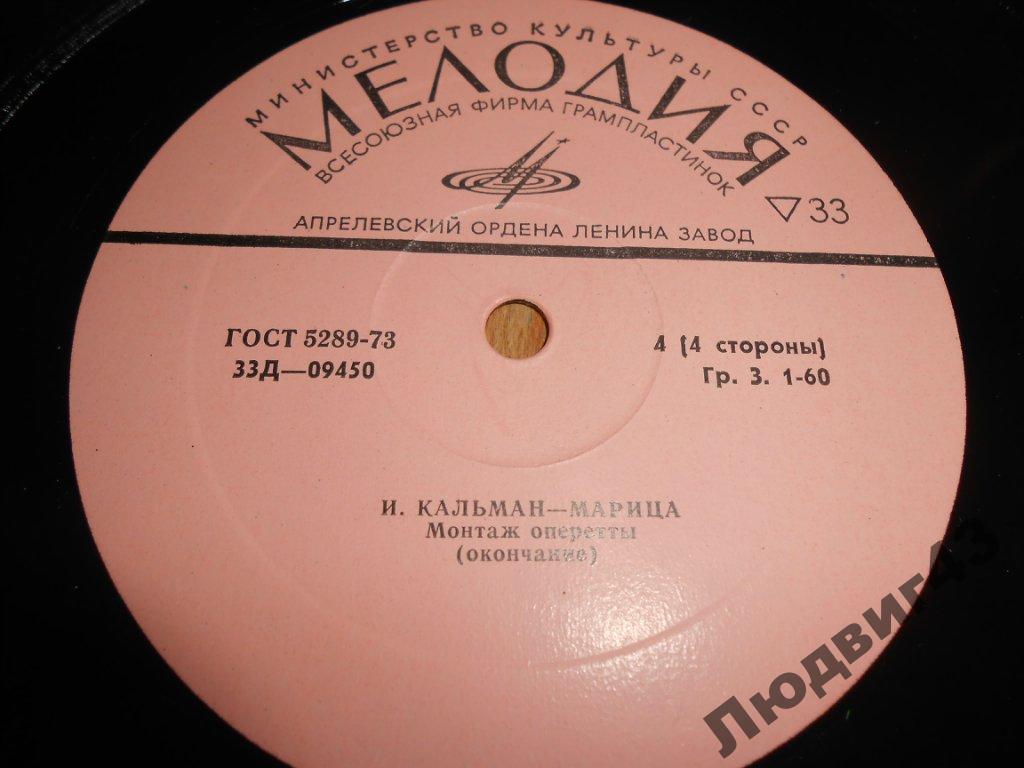 МИНИСТЕРСТВО КУЛЬТУРЫ СССР
МЕЛОДИЯ
ВСЕСОЮЗНАЯ ФИРМА ГРАМПЛАСТИНОК
33
АПРЕЛЕВСКИЙ ОРДЕНА ЛЕНИНА ЗАВОД
ГОСТ 5289-73
33Д—09450
4 (4 стороны)
Гр. 3. 1-60
И. КАЛЬМАН—МАРИЦА
Монтаж оперетты
(окончание)
Людвиг43